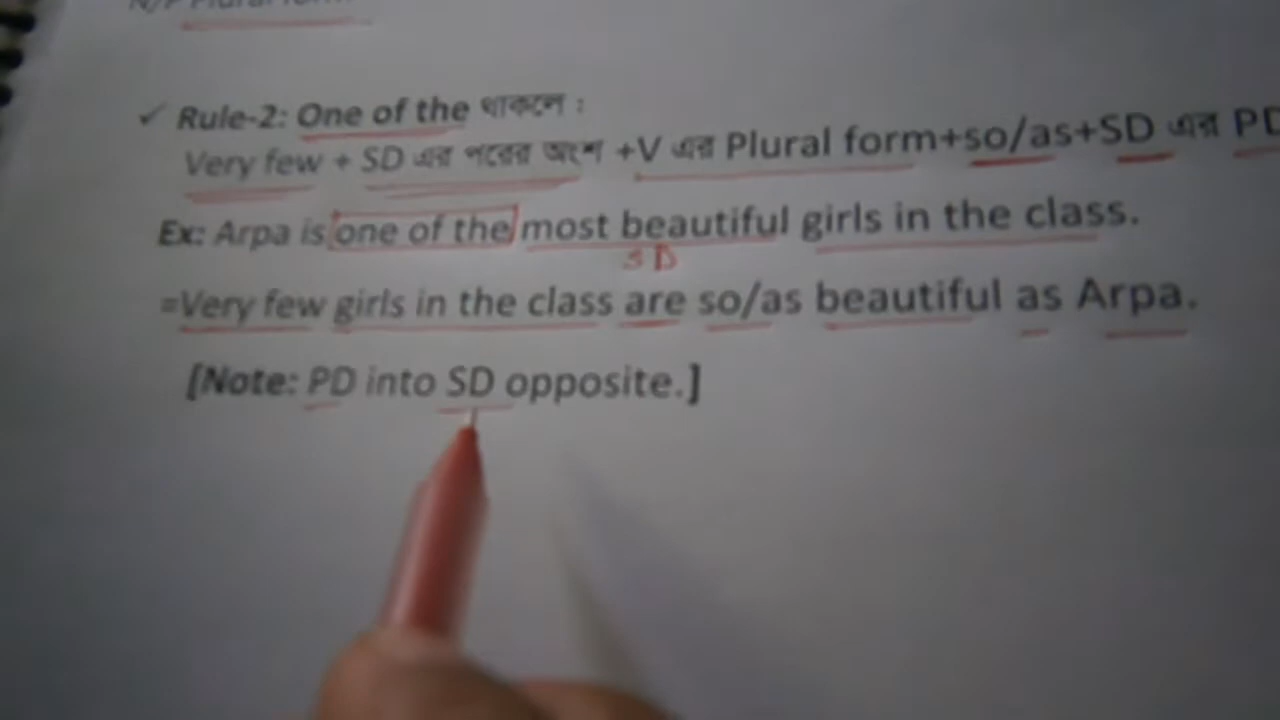 Plural form
✓ Rule-2: One of the থাকলে :
Very few + SD এর পরের অংশ +V এর Plural form+so/as+SD এর PD
Ex: Arpa is one of the most beautiful girls in the class.
SD
=Very few girls in the class are so/as beautiful as Arpa.
[Note: PD into SD opposite.]